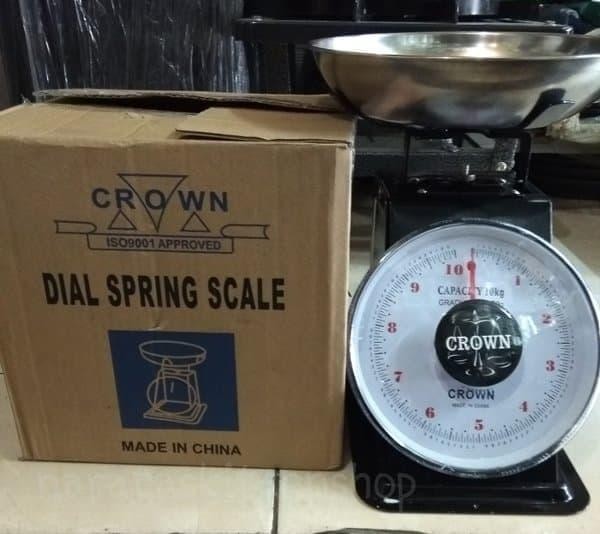 CROWN
ISO9001 APPROVED
DIAL SPRING SCALE
MADE IN CHINA
10
1
2
3
4
5
6
7
8
9
CAPACITY 10kg
CROWN
CROWN
MADE IN CHINA